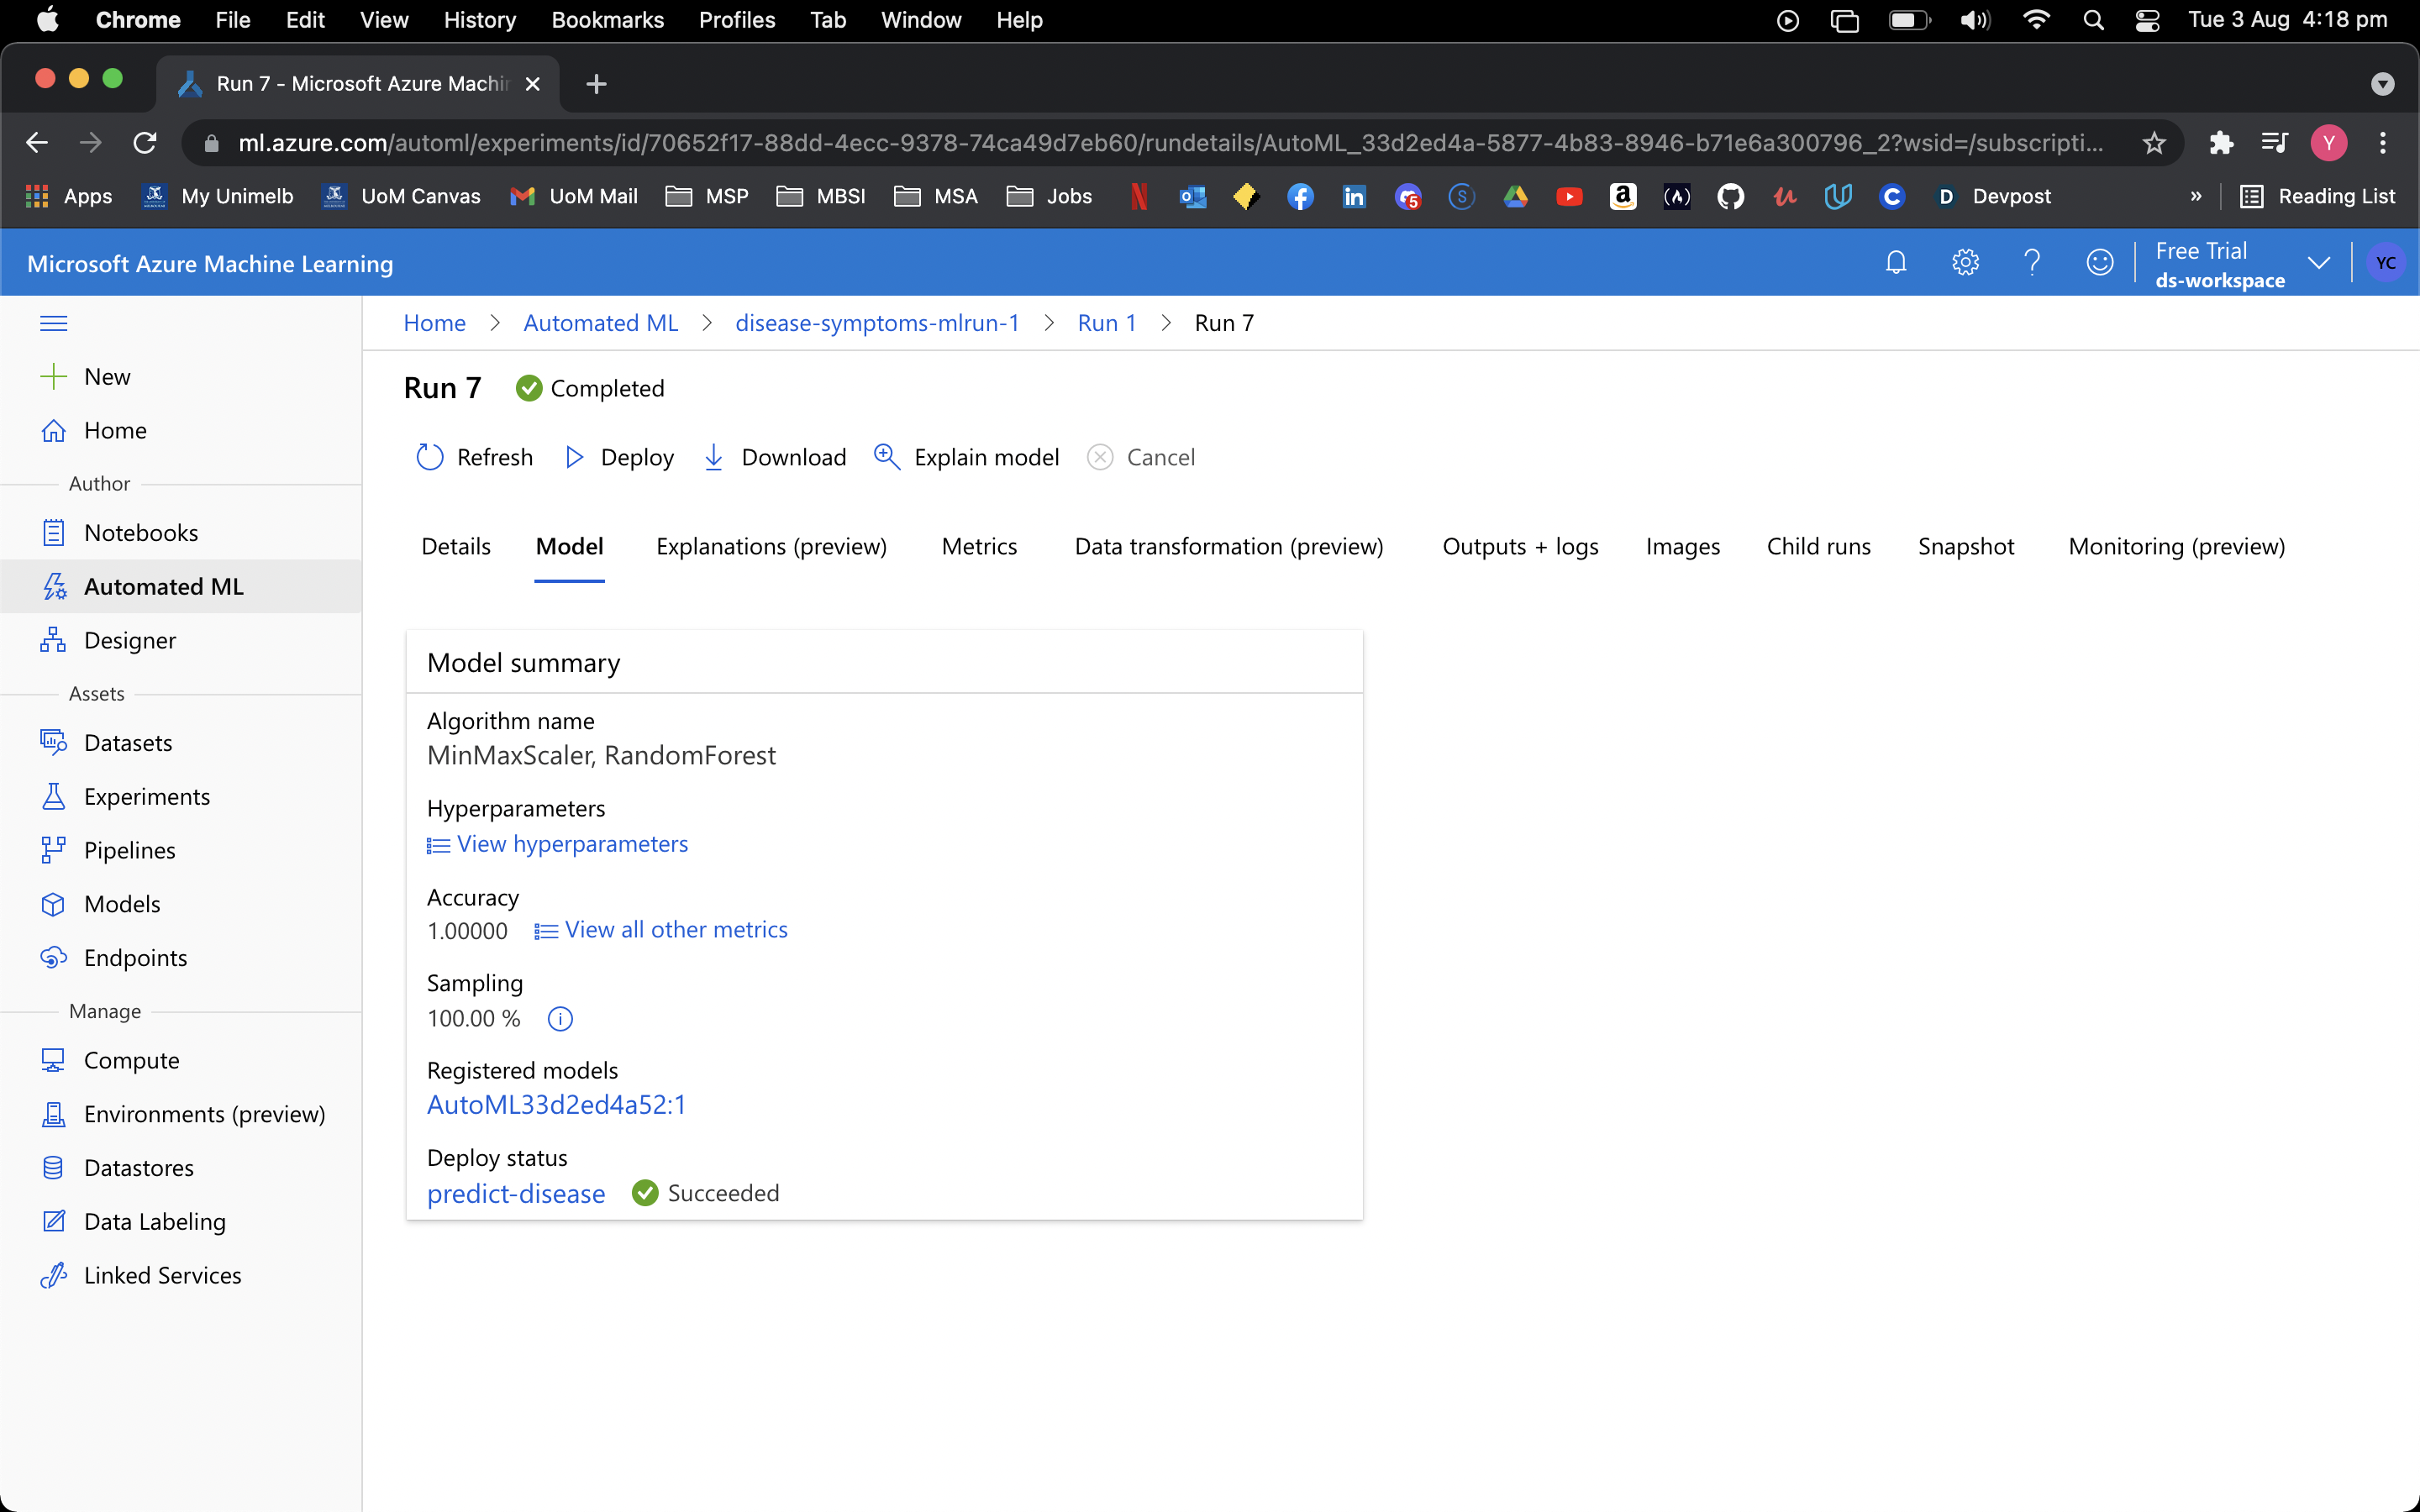 Chrome File Edit View History Bookmarks Profiles Tab Window Help Tue 3 Aug 4:18 pm
Run 7 - Microsoft Azure Machin
ml.azure.com/automl/experiments/id/70652f17-88dd-4ecc-9378-74ca49d7eb60/rundetails/AutoML_33d2ed4a-5877-4b83-8946-b71e6a300796_2?wsid=/subscripti... Y
Apps My Unimelb UoM Canvas UoM Mail MSP MBSI MSA Jobs Devpost » Reading List
Microsoft Azure Machine Learning
Free Trial
ds-workspace
YC
Home > Automated ML > disease-symptoms-mlrun-1 > Run 1 > Run 7
New
Home
Author
Notebooks
Automated ML
Designer
Assets
Datasets
Experiments
Pipelines
Models
Endpoints
Manage
Compute
Environments (preview)
Datastores
Data Labeling
Linked Services
Run 7 Completed
Refresh Deploy Download Explain model Cancel
Details Model Explanations (preview) Metrics Data transformation (preview) Outputs + logs Images Child runs Snapshot Monitoring (preview)
Model summary
Algorithm name
MinMaxScaler, RandomForest
Hyperparameters
View hyperparameters
Accuracy
1.00000 View all other metrics
Sampling
100.00 %
Registered models
AutoML33d2ed4a52:1
Deploy status
predict-disease Succeeded